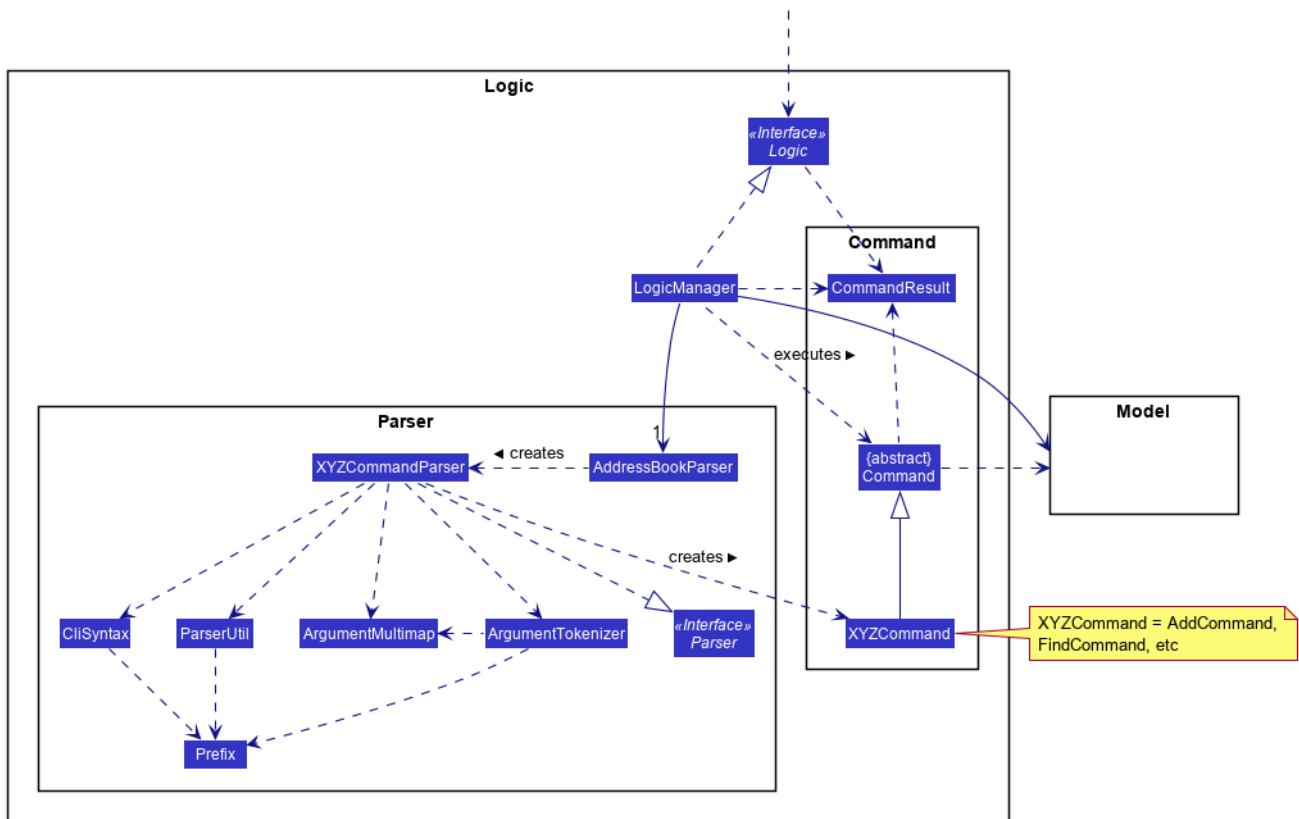 Logic
«Interface»
Logic
Command
LogicManager
CommandResult
executes ►
Model
Parser
1
{abstract}
Command
XYZCommandParser
◄ creates
AddressBookParser
creates ►
CliSyntax
ParserUtil
ArgumentMultimap
ArgumentTokenizer
«Interface»
Parser
XYZCommand
XYZCommand = AddCommand,
FindCommand, etc
Prefix